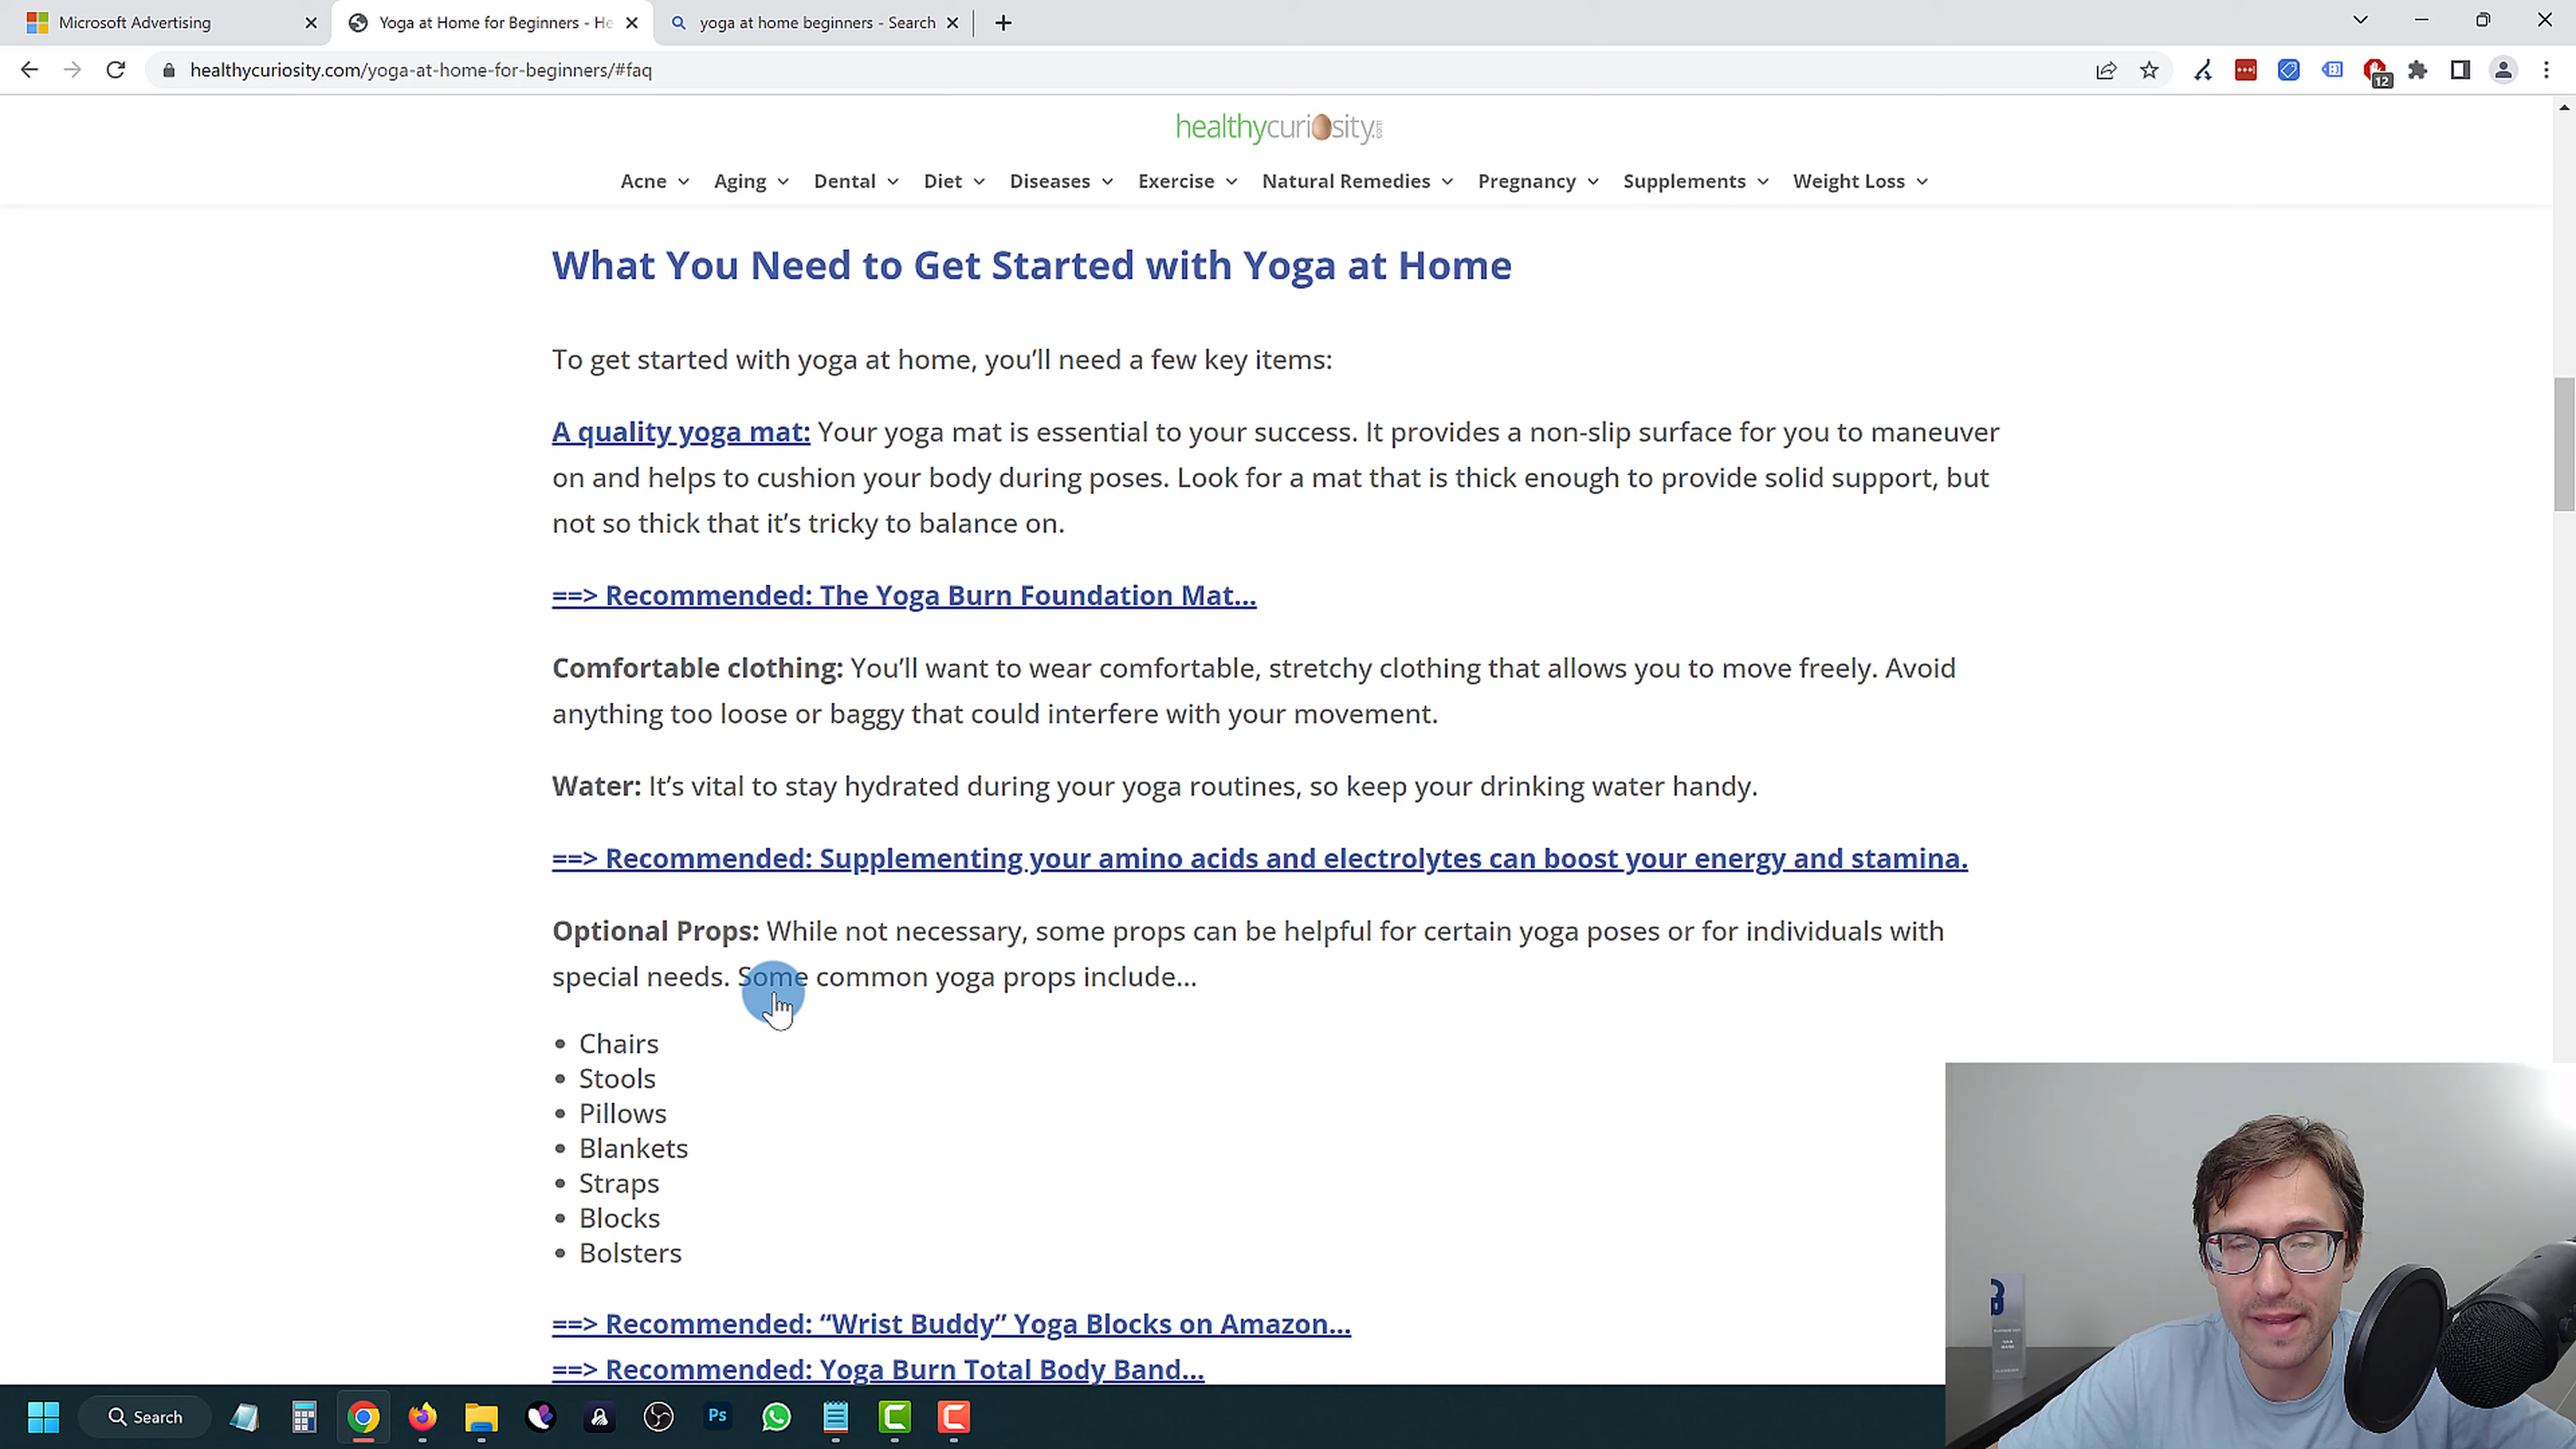 Microsoft Advertising
Yoga at Home for Beginners - He
yoga at home beginners - Search
healthycuriosity.com/yoga-at-home-for-beginners/#faq
12
healthycuriosity.com
Acne Aging Dental Diet Diseases Exercise Natural Remedies Pregnancy Supplements Weight Loss
What You Need to Get Started with Yoga at Home
To get started with yoga at home, you’ll need a few key items:
A quality yoga mat: Your yoga mat is essential to your success. It provides a non-slip surface for you to maneuver
on and helps to cushion your body during poses. Look for a mat that is thick enough to provide solid support, but
not so thick that it’s tricky to balance on.
==> Recommended: The Yoga Burn Foundation Mat...
Comfortable clothing: You’ll want to wear comfortable, stretchy clothing that allows you to move freely. Avoid
anything too loose or baggy that could interfere with your movement.
Water: It’s vital to stay hydrated during your yoga routines, so keep your drinking water handy.
==> Recommended: Supplementing your amino acids and electrolytes can boost your energy and stamina.
Optional Props: While not necessary, some props can be helpful for certain yoga poses or for individuals with
special needs. Some common yoga props include...
• Chairs
• Stools
• Pillows
• Blankets
• Straps
• Blocks
• Bolsters
==> Recommended: “Wrist Buddy” Yoga Blocks on Amazon...
==> Recommended: Yoga Burn Total Body Band...
Search
Ps